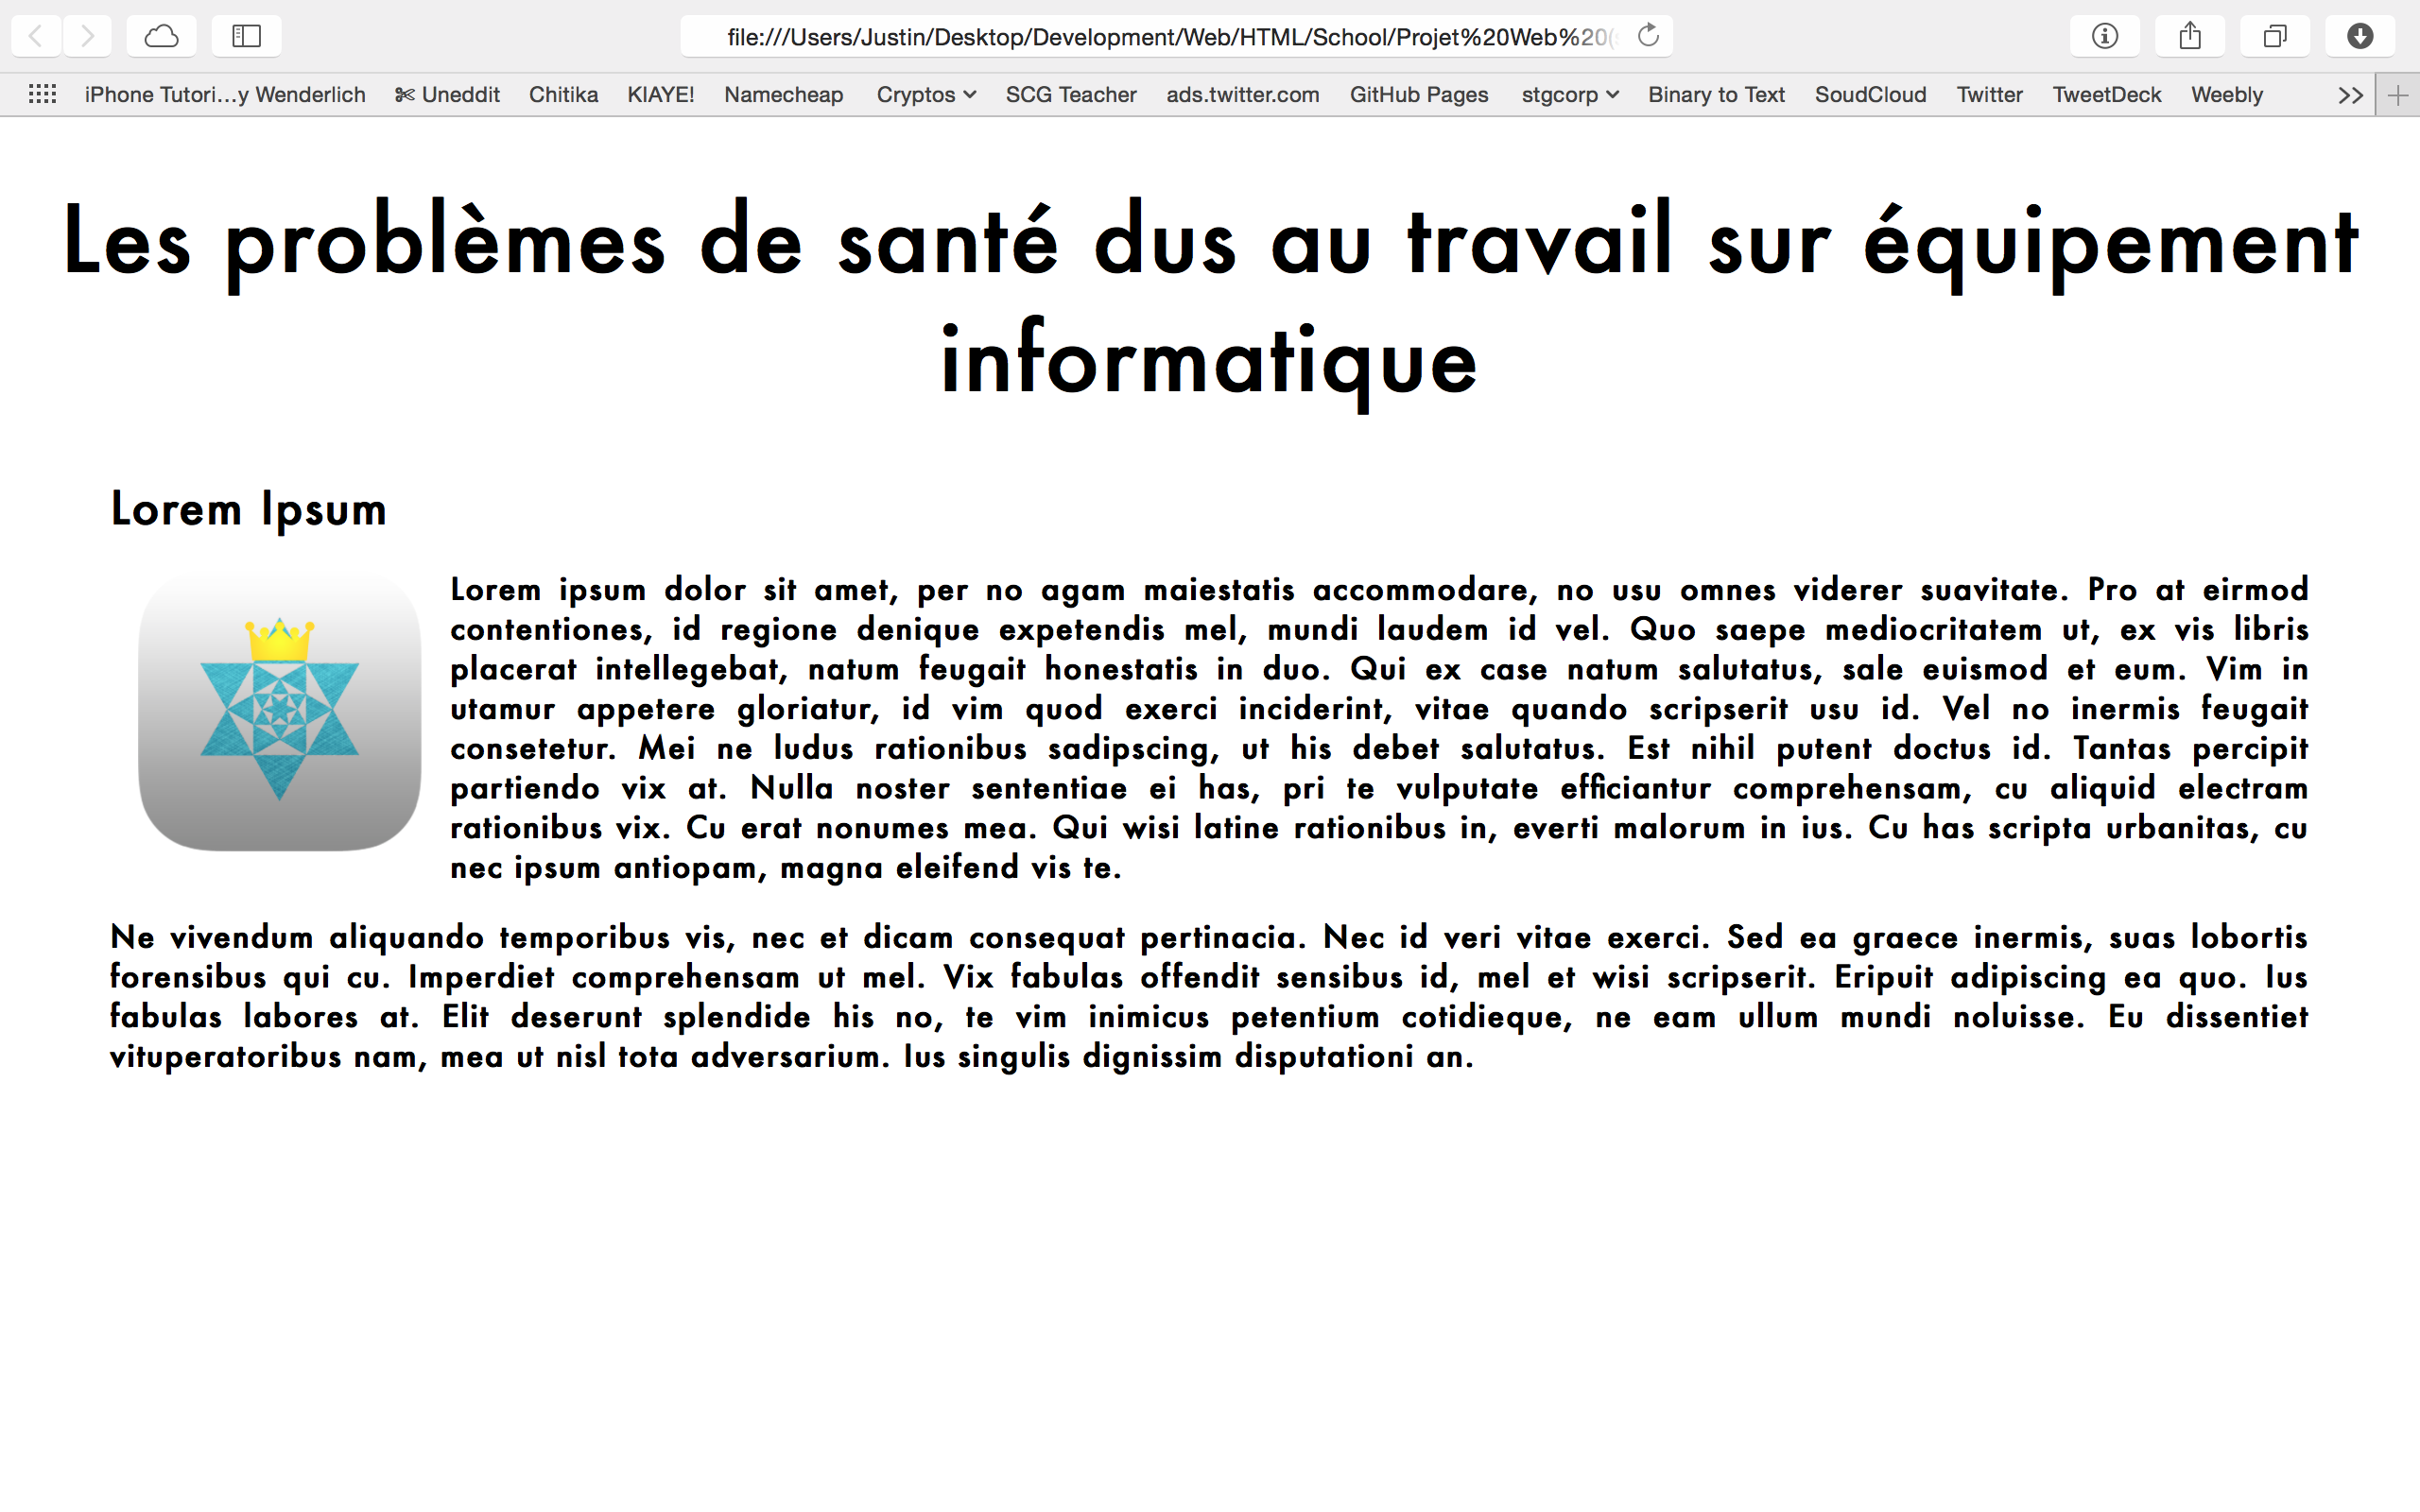 file:///Users/Justin/Desktop/Development/Web/HTML/School/Projet%20Web%20(
iPhone Tutori...y Wenderlich Uneddit Chitika KIAYE! Namecheap Cryptos SCG Teacher ads.twitter.com GitHub Pages stgcorp Binary to Text SoudCloud Twitter TweetDeck Weebly
Les problèmes de santé dus au travail sur équipement
informatique
Lorem Ipsum
Lorem ipsum dolor sit amet, per no agam maiestatis accommodare, no usu omnes viderer suavitate. Pro at eirmod
contentiones, id regione denique expetendis mel, mundi laudem id vel. Quo saepe mediocritatem ut, ex vis libris
placerat intellegebat, natum feugait honestatis in duo. Qui ex case natum salutatus, sale euismod et eum. Vim in
utamur appetere gloriatur, id vim quod exerci inciderint, vitae quando scripserit usu id. Vel no inermis feugait
consetetur. Mei ne ludus rationibus sadipscing, ut his debet salutatus. Est nihil putent doctus id. Tantas percipit
partiendo vix at. Nulla noster sententiae ei has, pri te vulputate efficiantur comprehensam, cu aliquid electram
rationibus vix. Cu erat nonumes mea. Qui wisi latine rationibus in, everti malorum in ius. Cu has scripta urbanitas, cu
nec ipsum antiopam, magna eleifend vis te.
Ne vivendum aliquando temporibus vis, nec et dicam consequat pertinacia. Nec id veri vitae exerci. Sed ea graece inermis, suas lobortis
forensibus qui cu. Imperdiet comprehensam ut mel. Vix fabulas offendit sensibus id, mel et wisi scripserit. Eripuit adipiscing ea quo. Ius
fabulas labores at. Elit deserunt splendide his no, te vim inimicus petentium cotidieque, ne eam ullum mundi noluisse. Eu dissentiet
vituperatoribus nam, mea ut nisl tota adversarium. Ius singulis dignissim disputationi an.